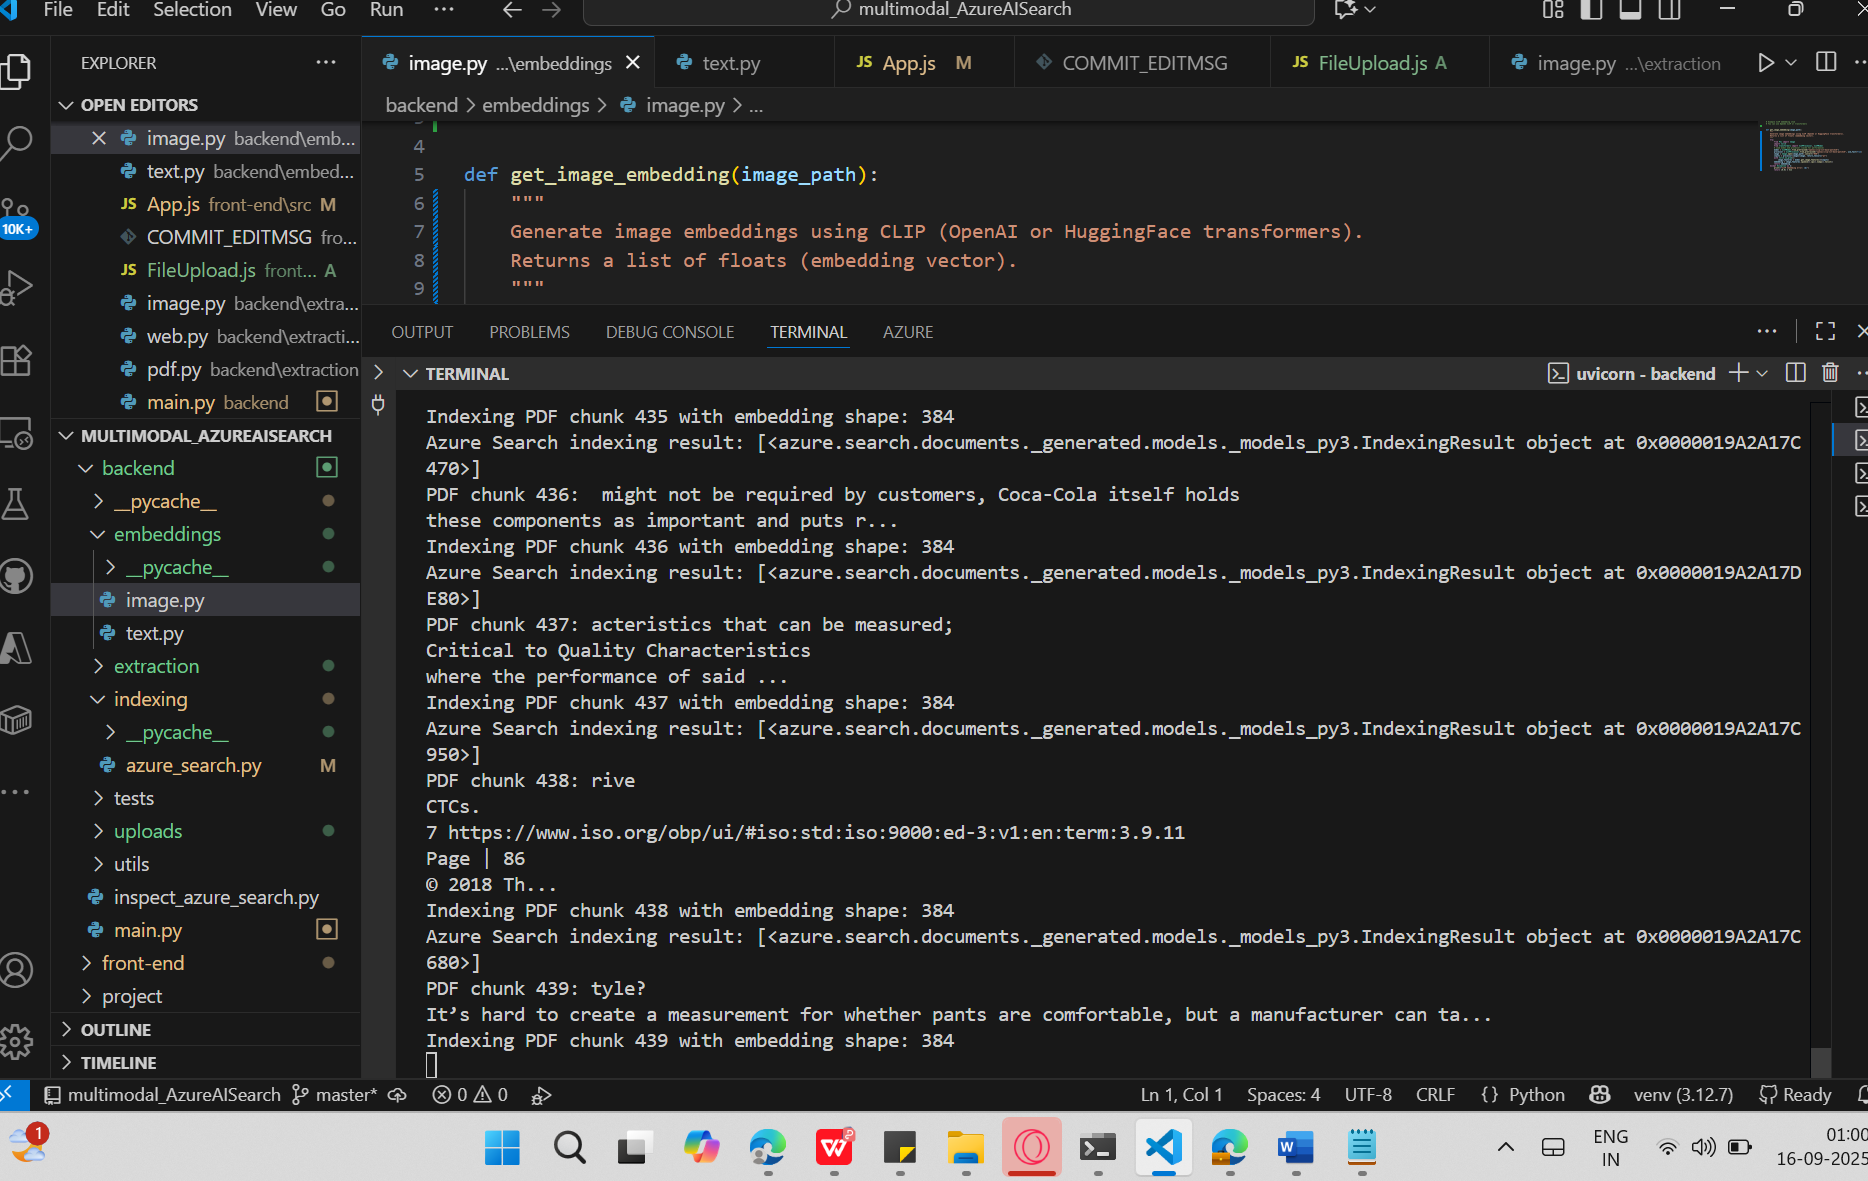 File Edit Selection View Go Run ··· multimodal_AzureAISearch
EXPLORER ···
OPEN EDITORS
image.py backend\emb...
text.py backend\embed...
JS App.js front-end\src M
COMMIT_EDITMSG fro...
JS FileUpload.js front... A
image.py backend\extra...
web.py backend\extracti...
pdf.py backend\extraction
main.py backend
MULTIMODAL_AZUREAISEARCH
backend
__pycache__
embeddings
__pycache__
image.py
text.py
extraction
indexing
__pycache__
azure_search.py M
tests
uploads
utils
inspect_azure_search.py
main.py
front-end
project
OUTLINE
TIMELINE
10K+
image.py ...\embeddings text.py JS App.js M COMMIT_EDITMSG JS FileUpload.js A image.py ...\extraction
backend > embeddings > image.py > ...
4
5 def get_image_embedding(image_path):
6 """
7 Generate image embeddings using CLIP (OpenAI or HuggingFace transformers).
8 Returns a list of floats (embedding vector).
9 """
OUTPUT PROBLEMS DEBUG CONSOLE TERMINAL AZURE
TERMINAL uvicorn - backend
Indexing PDF chunk 435 with embedding shape: 384
Azure Search indexing result: [<azure.search.documents._generated.models._models_py3.IndexingResult object at 0x0000019A2A17C
470>]
PDF chunk 436:  might not be required by customers, Coca-Cola itself holds
these components as important and puts r...
Indexing PDF chunk 436 with embedding shape: 384
Azure Search indexing result: [<azure.search.documents._generated.models._models_py3.IndexingResult object at 0x0000019A2A17D
E80>]
PDF chunk 437: acteristics that can be measured;
Critical to Quality Characteristics
where the performance of said ...
Indexing PDF chunk 437 with embedding shape: 384
Azure Search indexing result: [<azure.search.documents._generated.models._models_py3.IndexingResult object at 0x0000019A2A17C
950>]
PDF chunk 438: rive
CTCs.
7 https://www.iso.org/obp/ui/#iso:std:iso:9000:ed-3:v1:en:term:3.9.11
Page | 86
© 2018 Th...
Indexing PDF chunk 438 with embedding shape: 384
Azure Search indexing result: [<azure.search.documents._generated.models._models_py3.IndexingResult object at 0x0000019A2A17C
680>]
PDF chunk 439: tyle?
It’s hard to create a measurement for whether pants are comfortable, but a manufacturer can ta...
Indexing PDF chunk 439 with embedding shape: 384
multimodal_AzureAISearch master* 0 0 Ln 1, Col 1 Spaces: 4 UTF-8 CRLF {} Python venv (3.12.7) Ready
1
ENG
IN
01:00
16-09-2025